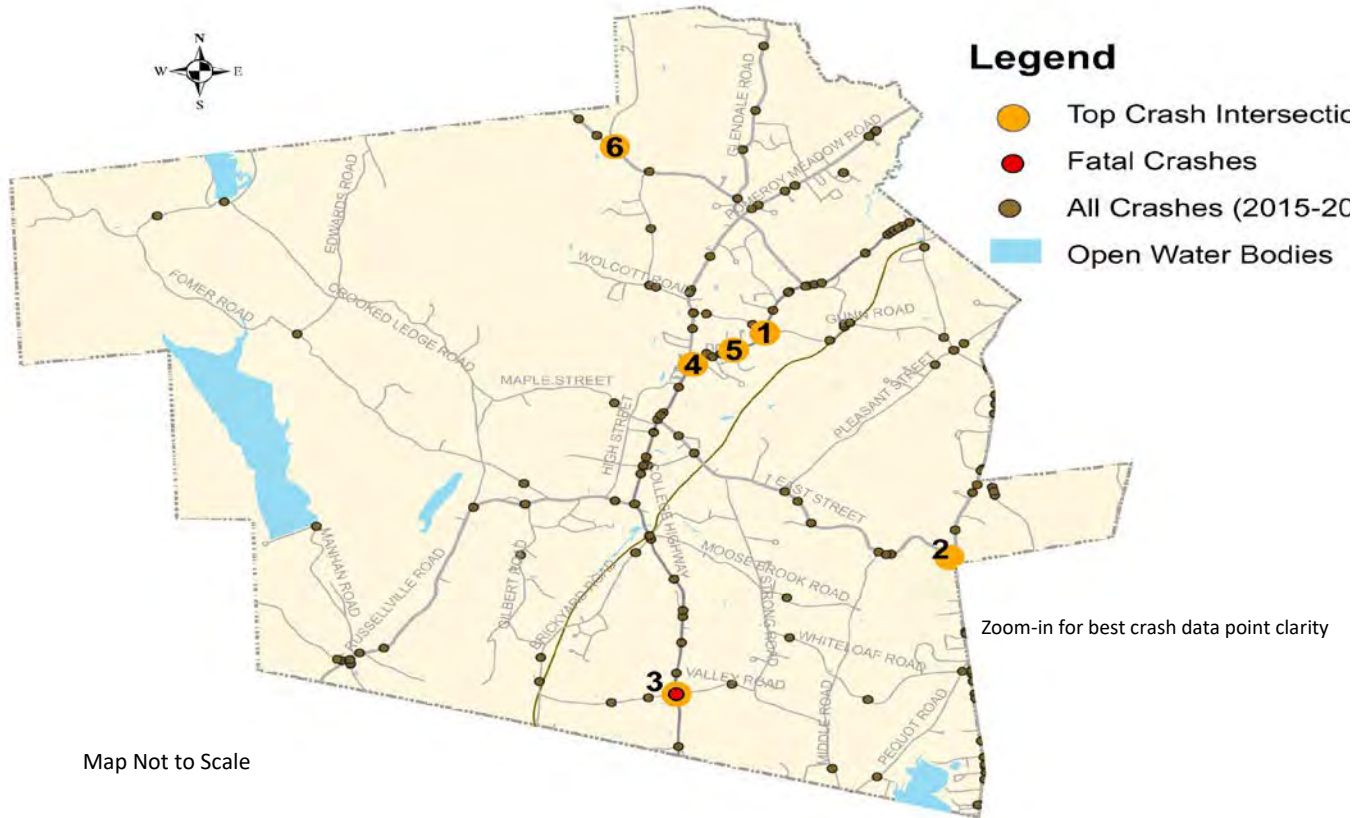 N
W E
S
Legend
Top Crash Intersectio
Fatal Crashes
All Crashes (2015-20
Open Water Bodies
6
GLENDALE ROAD
POMEROY MEADOW ROAD
EDWARDS ROAD
WOLCOTT ROAD
FOMER ROAD
CROOKED LEDGE ROAD
GUNN ROAD
1
5
4
MAPLE STREET
PLEASANT STREET
HIGH STREET
COLLEGE HIGHWAY
EAST STREET
2
MANHAN ROAD
RUSSELLVILLE ROAD
GILBERT ROAD
BRICKYARD ROAD
MOOSE BROOK ROAD
STRONG ROAD
WHITELOAF ROAD
Zoom-in for best crash data point clarity
3
VALLEY ROAD
MIDDLE ROAD
PEQUOT ROAD
Map Not to Scale